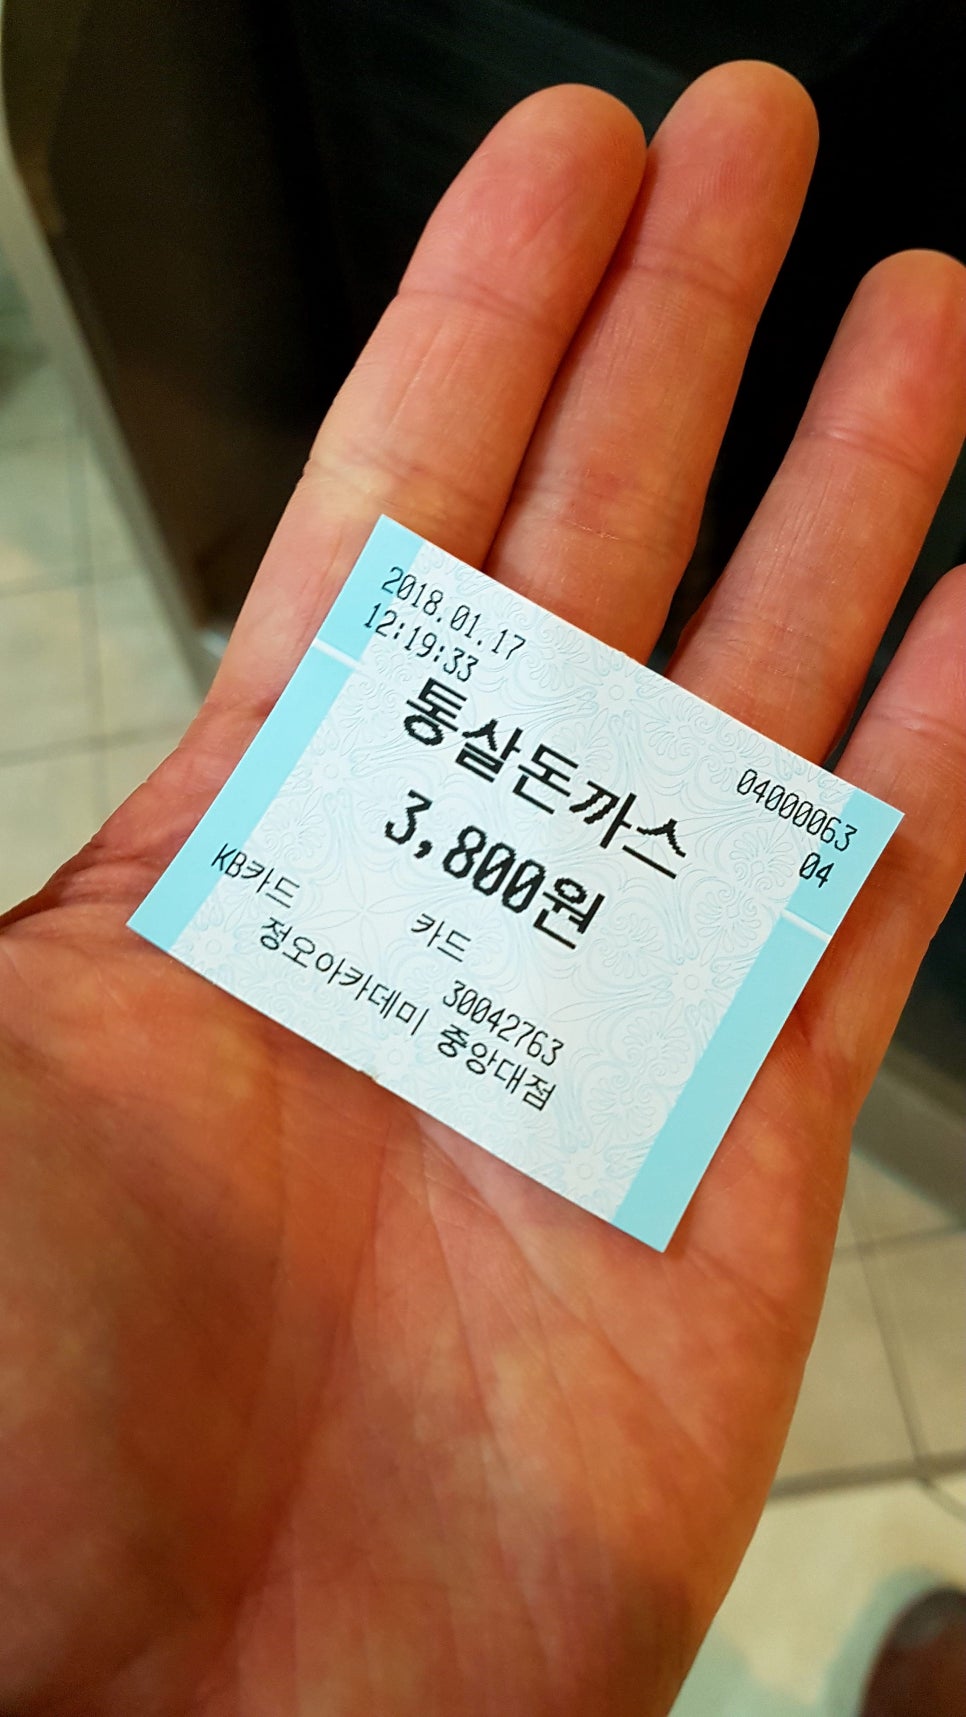 2018.01.17
12:19:33
04000063
04
통살돈까스
3,800원
KB카드
카드
30042763
정오아카데미 중앙대점